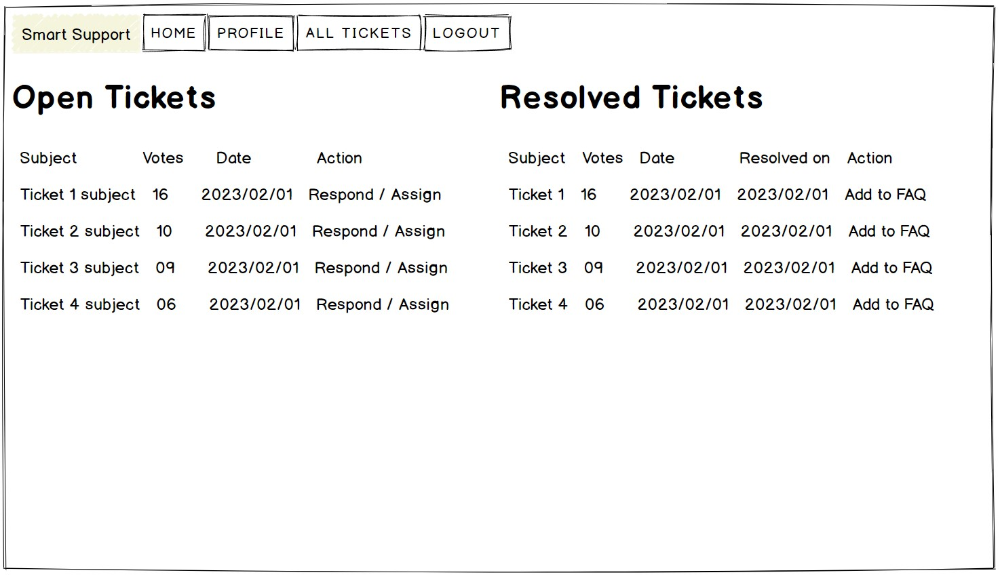 Smart Support HOME PROFILE ALL TICKETS LOGOUT
Open Tickets
Subject Votes Date Action
Ticket 1 subject 16 2023/02/01 Respond / Assign
Ticket 2 subject 10 2023/02/01 Respond / Assign
Ticket 3 subject 09 2023/02/01 Respond / Assign
Ticket 4 subject 06 2023/02/01 Respond / Assign
Resolved Tickets
Subject Votes Date Resolved on Action
Ticket 1 16 2023/02/01 2023/02/01 Add to FAQ
Ticket 2 10 2023/02/01 2023/02/01 Add to FAQ
Ticket 3 09 2023/02/01 2023/02/01 Add to FAQ
Ticket 4 06 2023/02/01 2023/02/01 Add to FAQ